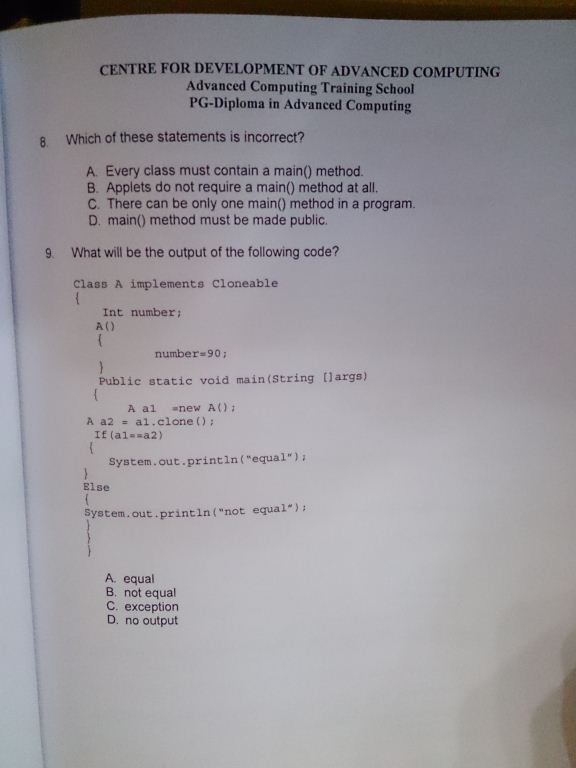 CENTRE FOR DEVELOPMENT OF ADVANCED COMPUTING
Advanced Computing Training School
PG-Diploma in Advanced Computing
8. Which of these statements is incorrect?
A. Every class must contain a main() method.
B. Applets do not require a main() method at all.
C. There can be only one main() method in a program.
D. main() method must be made public.
9. What will be the output of the following code?
Class A implements Cloneable
{
Int number;
A()
{
number=90;
}
Public static void main(String []args)
{
A a1 =new A();
A a2 = a1.clone();
If(a1==a2)
{
System.out.println("equal");
}
Else
{
System.out.println("not equal");
}
}
}
A. equal
B. not equal
C. exception
D. no output